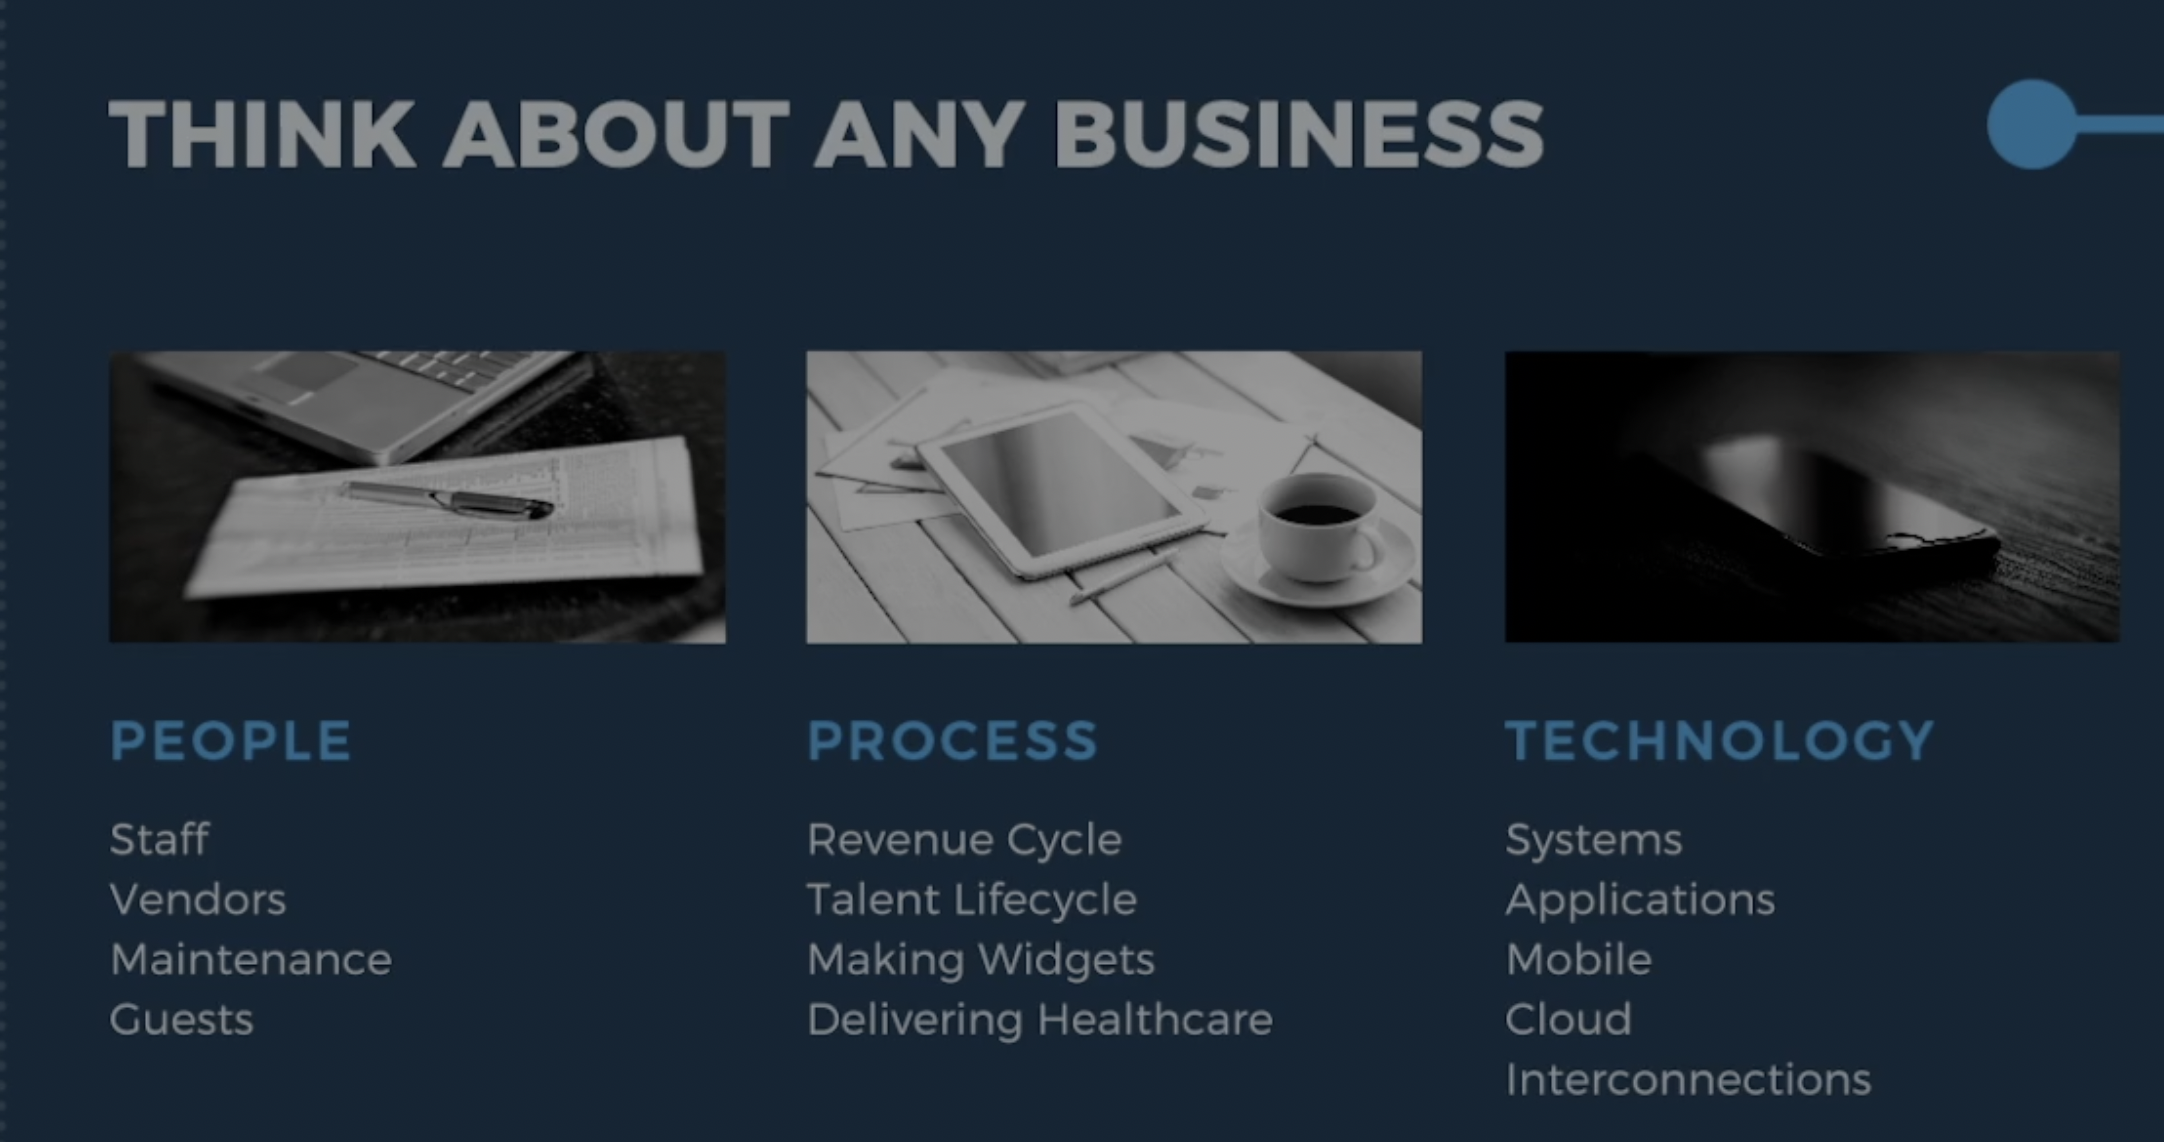 THINK ABOUT ANY BUSINESS
PEOPLE
Staff
Vendors
Maintenance
Guests
PROCESS
Revenue Cycle
Talent Lifecycle
Making Widgets
Delivering Healthcare
TECHNOLOGY
Systems
Applications
Mobile
Cloud
Interconnections